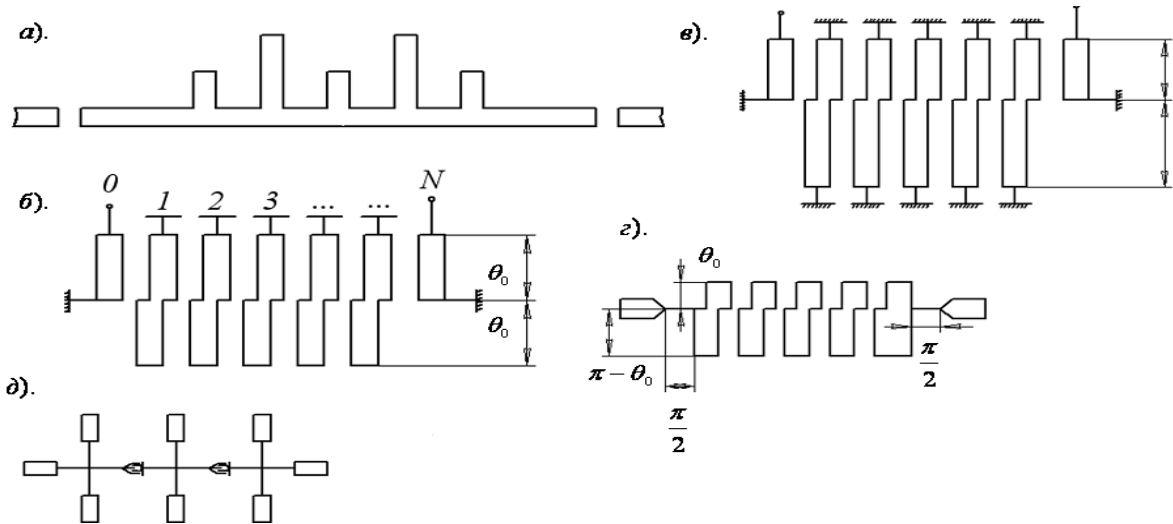 а).
в).
0 1 2 3 ... ... N
б).
θ₀
θ₀
г).
θ₀
π − θ₀
π/2
π/2
д).